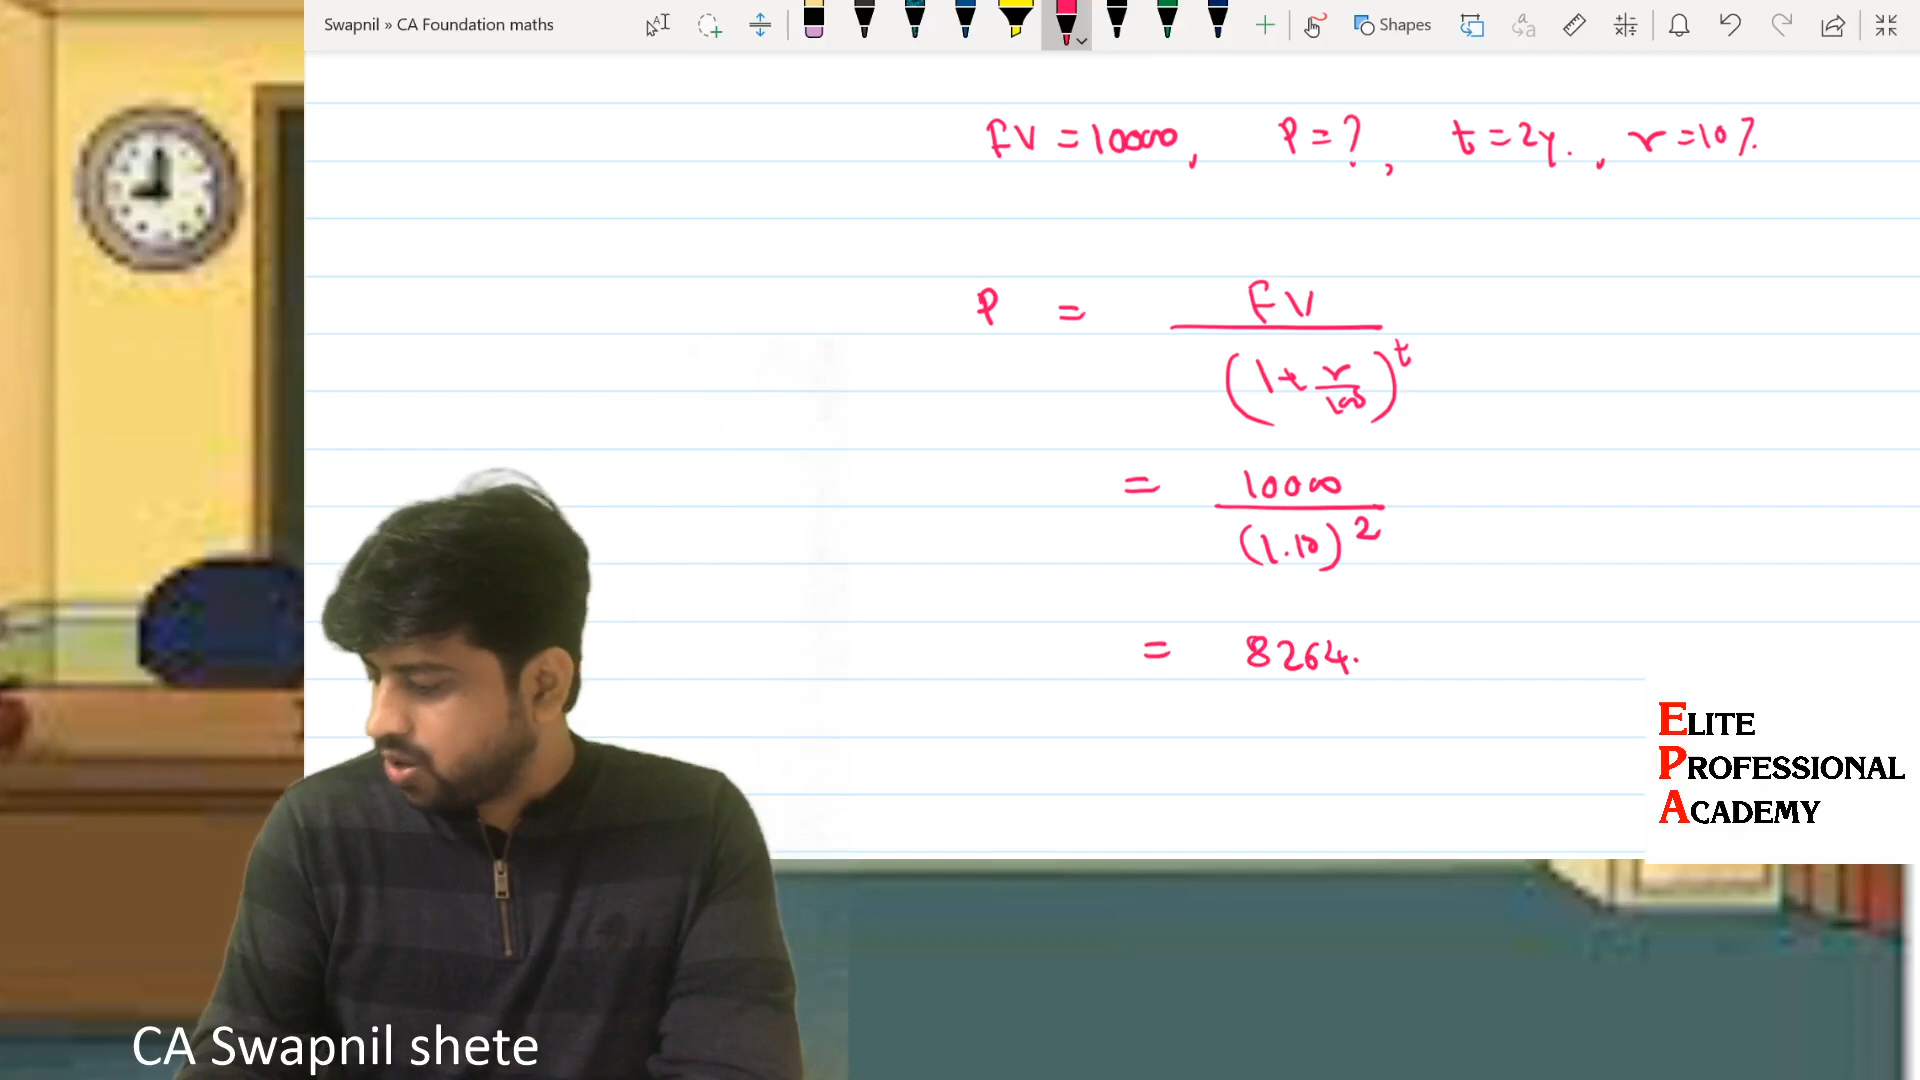 Swapnil » CA Foundation maths
Shapes
FV = 10000, P = ?, t = 2y., r = 10%
P = FV
(1 + r/100)^t
= 10000
(1.10)^2
= 8264.
ELITE
PROFESSIONAL
ACADEMY
CA Swapnil shete